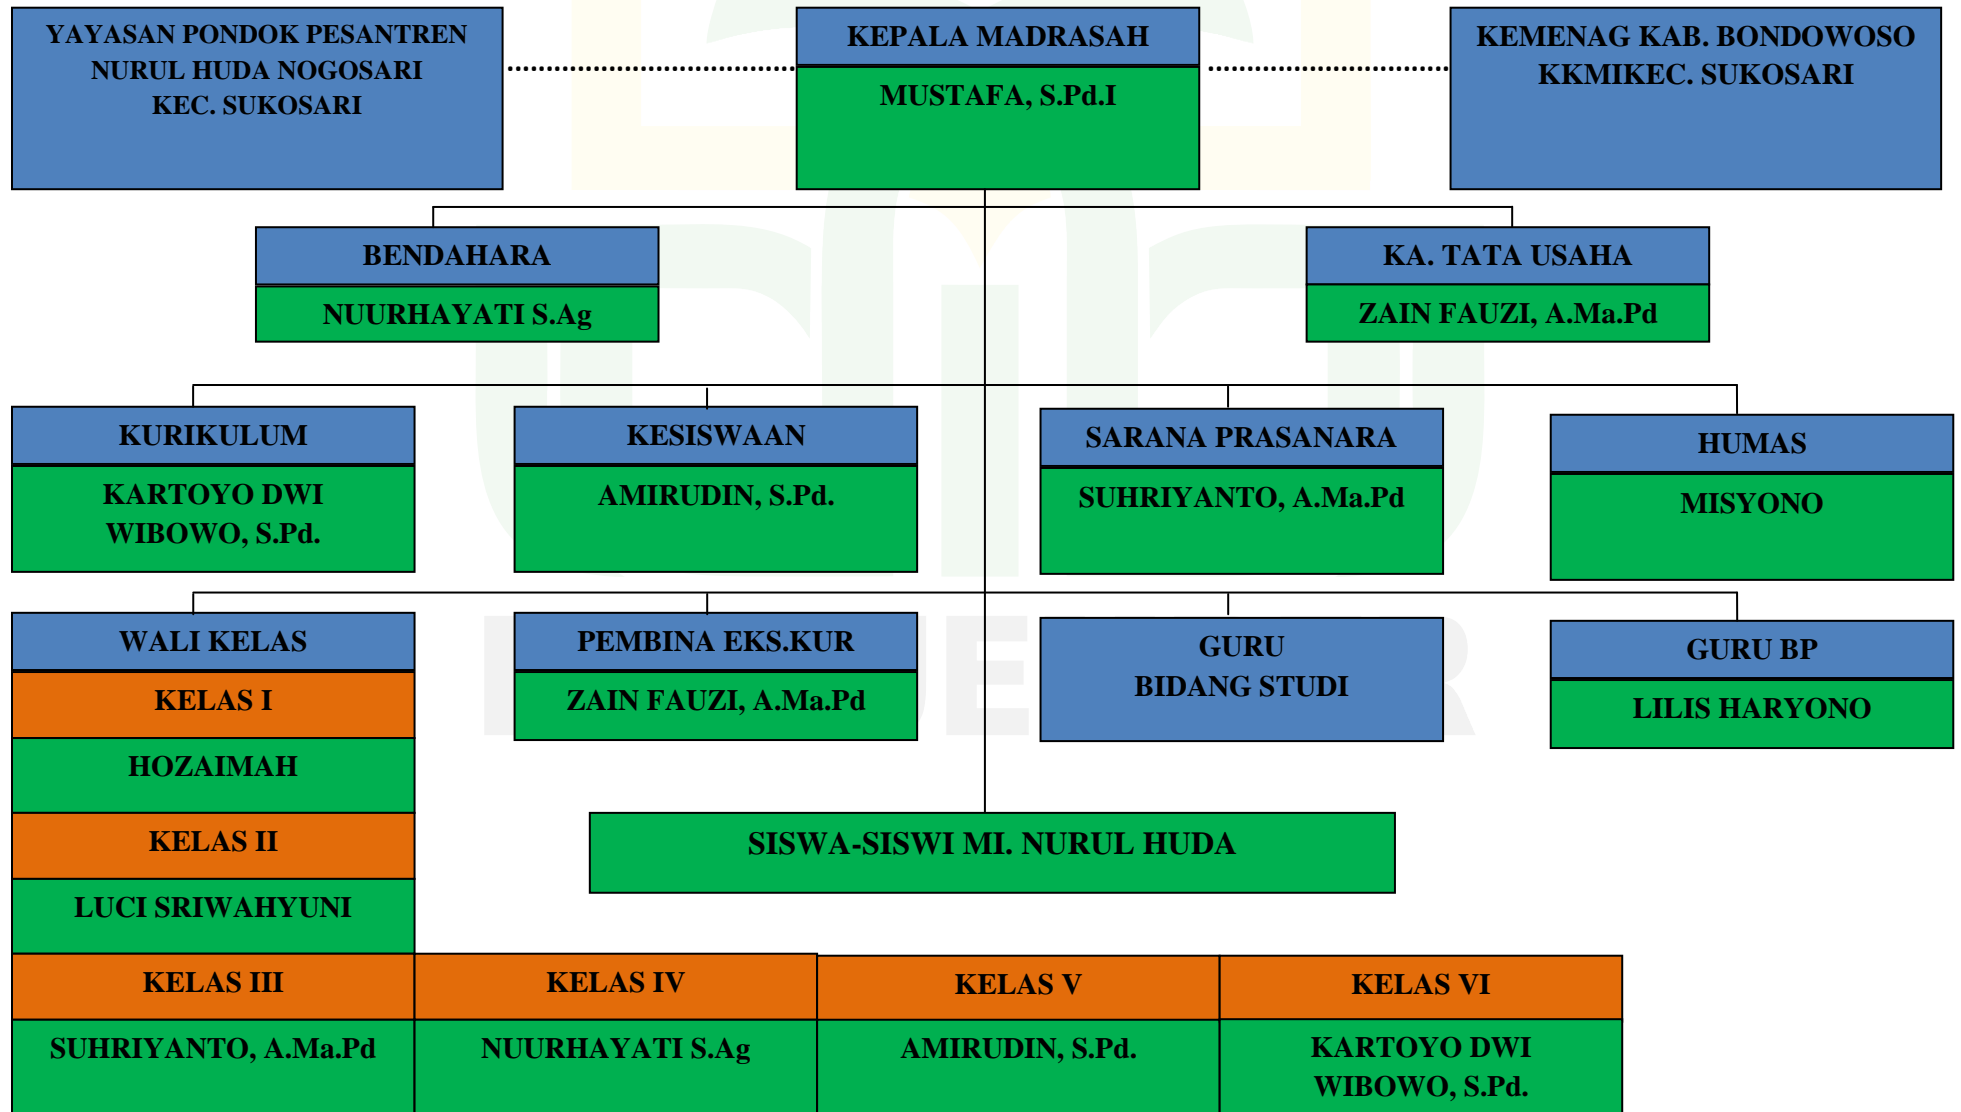 YAYASAN PONDOK PESANTREN
NURUL HUDA NOGOSARI
KEC. SUKOSARI
KEPALA MADRASAH
MUSTAFA, S.Pd.I
KEMENAG KAB. BONDOWOSO
KKMIKEC. SUKOSARI
BENDAHARA
NUURHAYATI S.Ag
KA. TATA USAHA
ZAIN FAUZI, A.Ma.Pd
KURIKULUM
KARTOYO DWI
WIBOWO, S.Pd.
KESISWAAN
AMIRUDIN, S.Pd.
SARANA PRASANARA
SUHRIYANTO, A.Ma.Pd
HUMAS
MISYONO
WALI KELAS
KELAS I
HOZAIMAH
KELAS II
LUCI SRIWAHYUNI
PEMBINA EKS.KUR
ZAIN FAUZI, A.Ma.Pd
GURU
BIDANG STUDI
GURU BP
LILIS HARYONO
SISWA-SISWI MI. NURUL HUDA
KELAS III
SUHRIYANTO, A.Ma.Pd
KELAS IV
NUURHAYATI S.Ag
KELAS V
AMIRUDIN, S.Pd.
KELAS VI
KARTOYO DWI
WIBOWO, S.Pd.